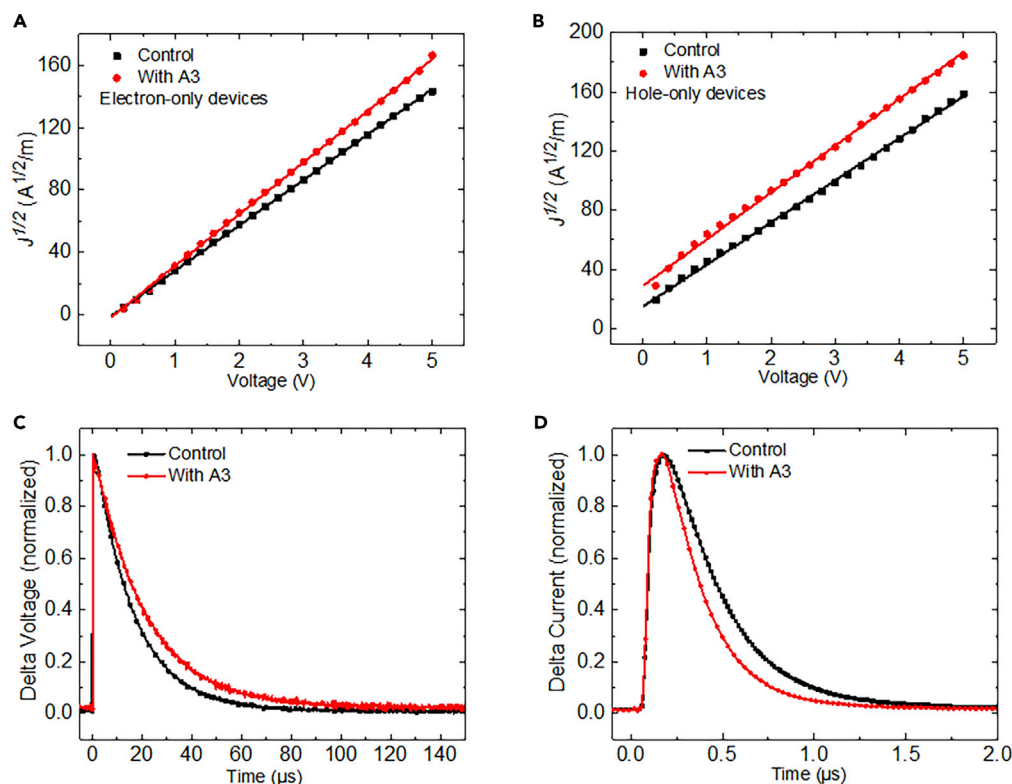 A
J1/2 (A1/2/m)
160
120
80
40
0
Control
With A3
Electron-only devices
0 1 2 3 4 5
Voltage (V)
B
J1/2 (A1/2/m)
200
160
120
80
40
0
Control
With A3
Hole-only devices
0 1 2 3 4 5
Voltage (V)
C
Delta Voltage (normalized)
1.0
0.8
0.6
0.4
0.2
0.0
Control
With A3
0 20 40 60 80 100 120 140
Time (µs)
D
Delta Current (normalized)
1.0
0.8
0.6
0.4
0.2
0.0
Control
With A3
0.0 0.5 1.0 1.5 2.0
Time (µs)